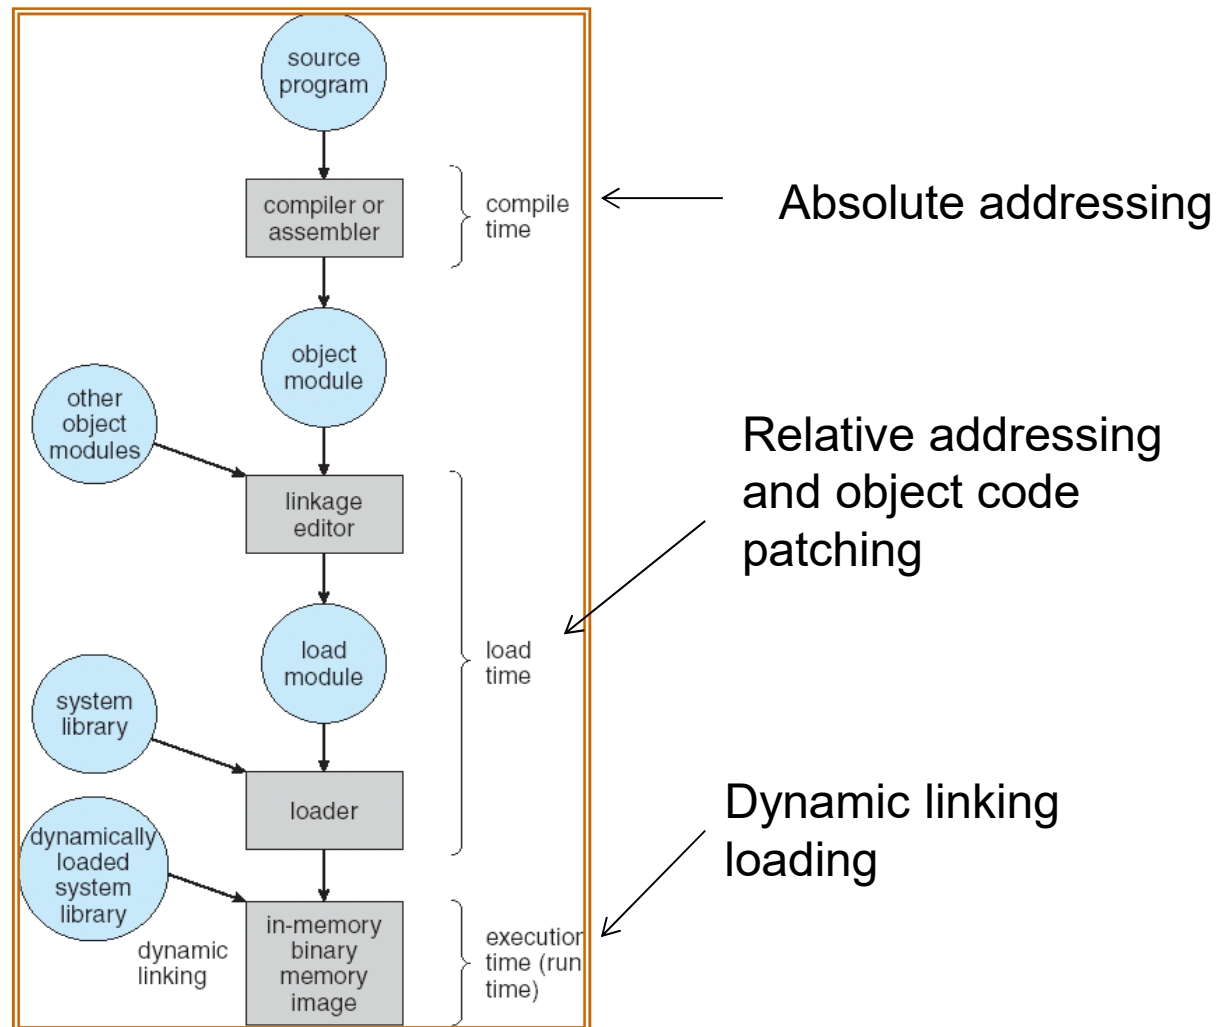 source
program
compiler or
assembler
compile
time
Absolute addressing
object
module
other
object
modules
linkage
editor
Relative addressing
and object code
patching
load
module
load
time
system
library
loader
Dynamic linking
loading
dynamically
loaded
system
library
dynamic
linking
in-memory
binary
memory
image
execution
time (run
time)